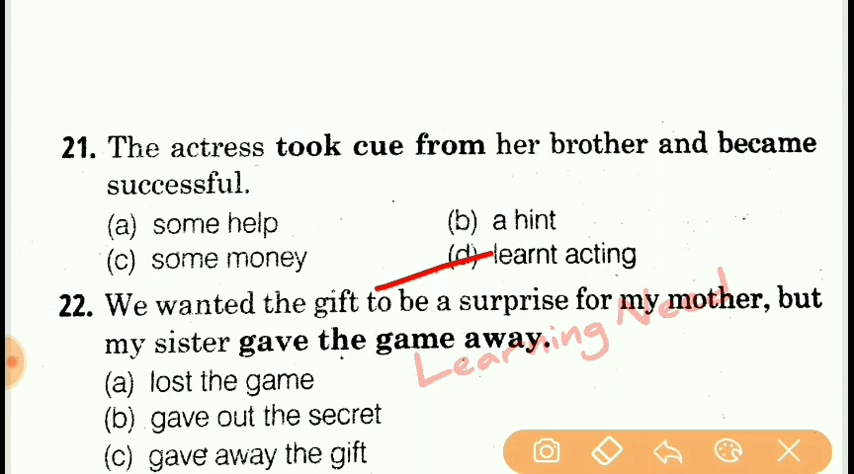 21. The actress took cue from her brother and became
successful.
(a) some help (b) a hint
(c) some money (d) learnt acting
22. We wanted the gift to be a surprise for my mother, but
my sister gave the game away.
Learning Need
(a) lost the game
(b) gave out the secret
(c) gave away the gift